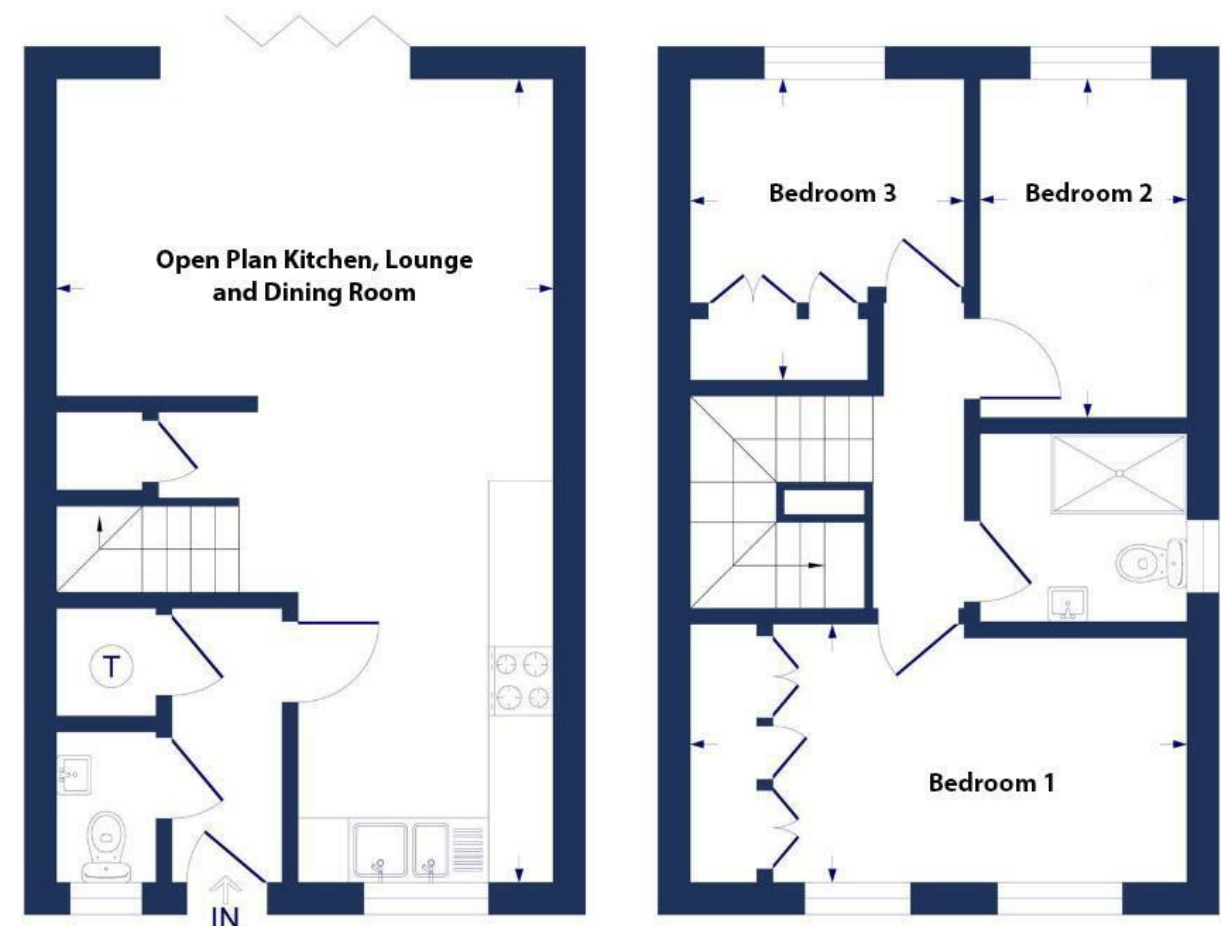 Open Plan Kitchen, Lounge
and Dining Room
T
IN
Bedroom 3
Bedroom 2
Bedroom 1